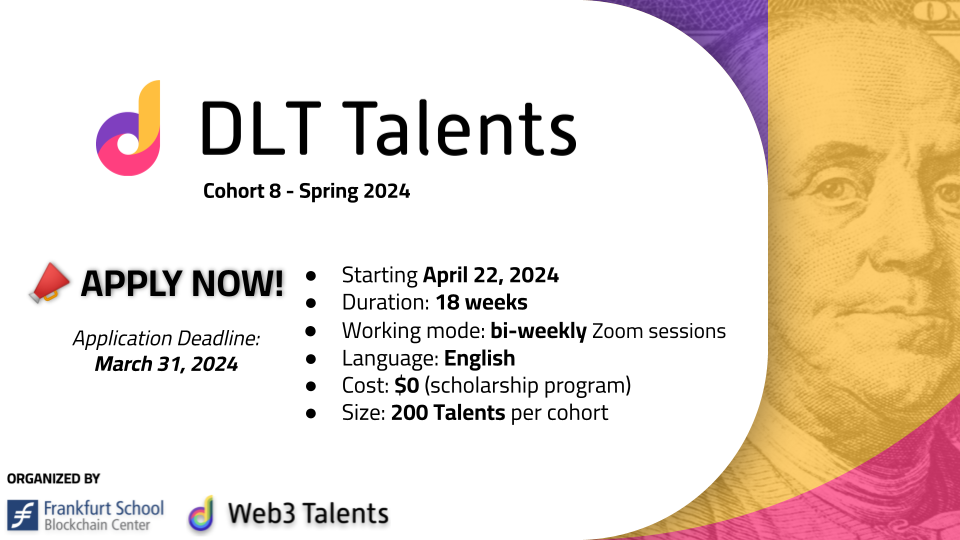 DLT Talents
Cohort 8 - Spring 2024
APPLY NOW!
Application Deadline:
March 31, 2024
● Starting April 22, 2024
● Duration: 18 weeks
● Working mode: bi-weekly Zoom sessions
● Language: English
● Cost: $0 (scholarship program)
● Size: 200 Talents per cohort
ORGANIZED BY
Frankfurt School
Blockchain Center
Web3 Talents